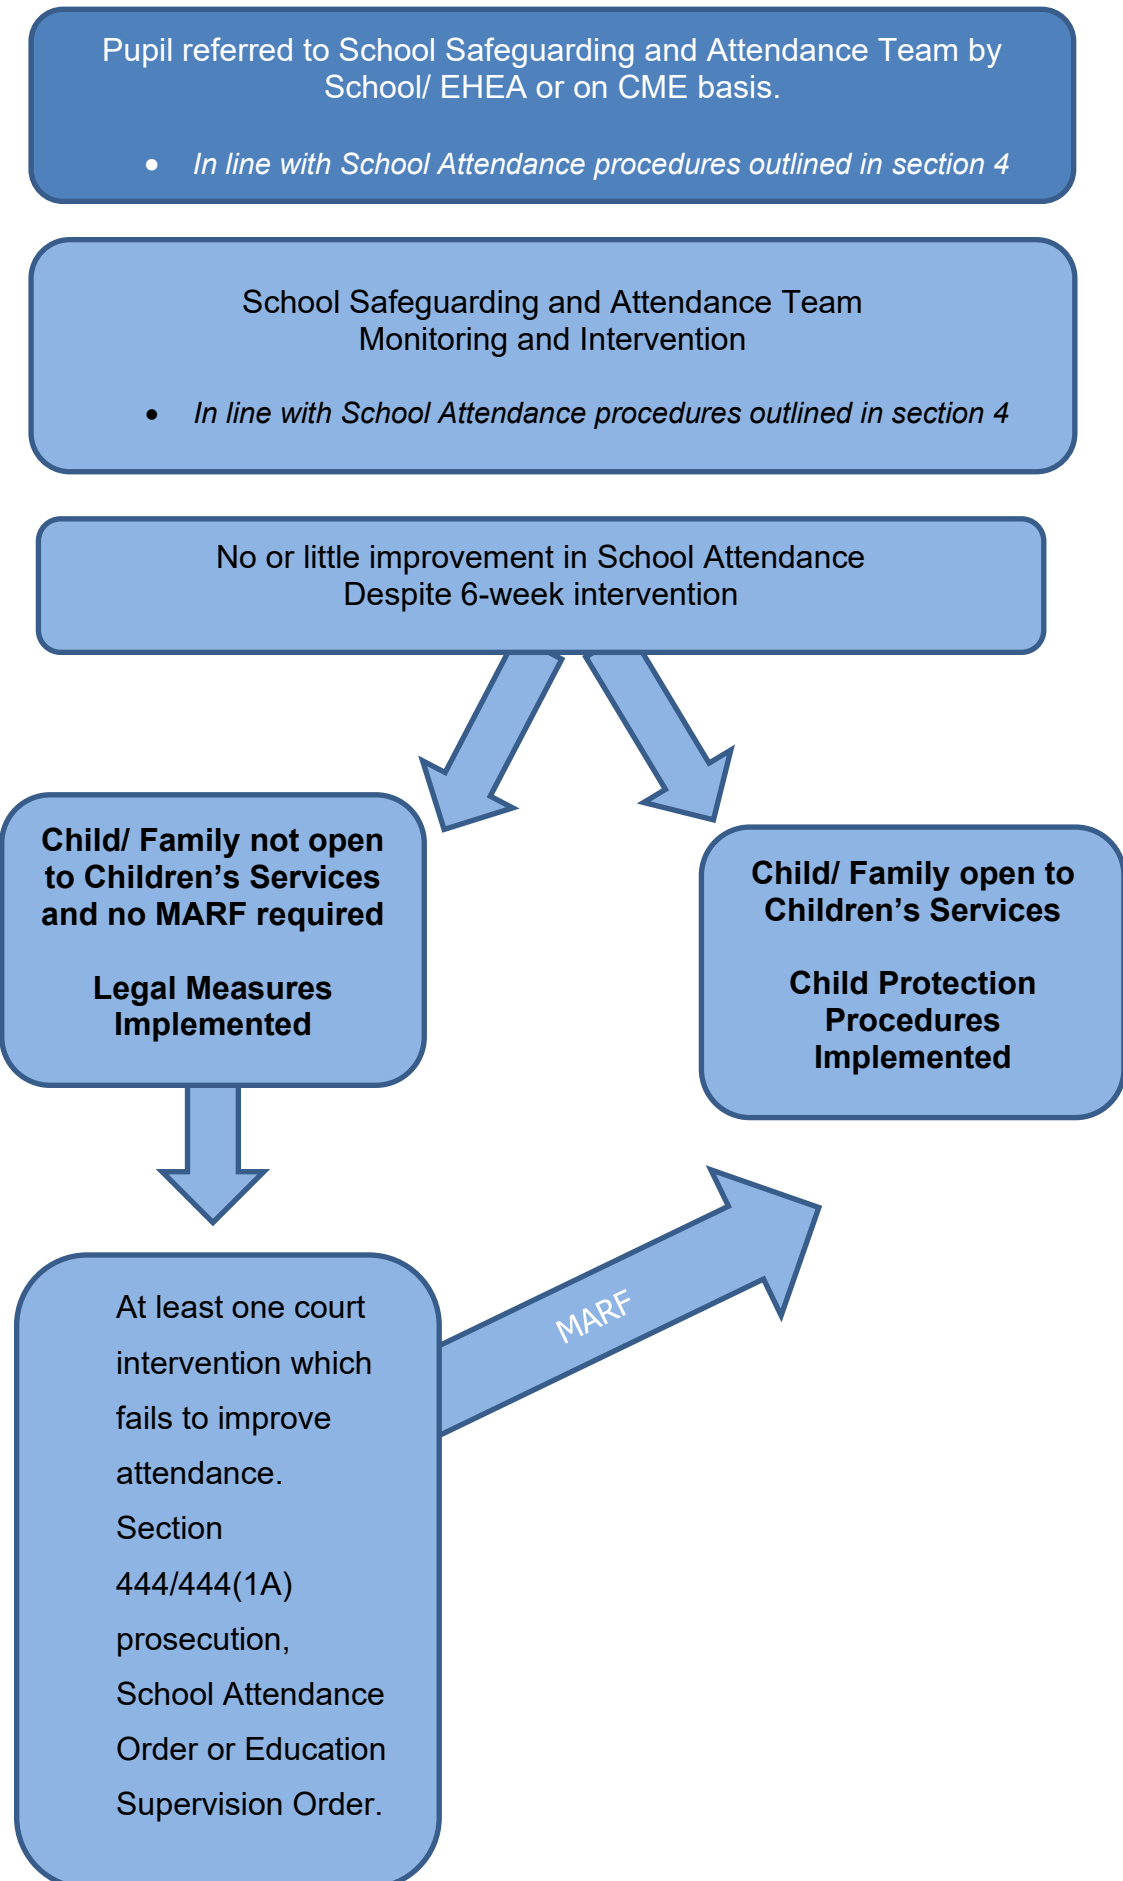 Pupil referred to School Safeguarding and Attendance Team by
School/ EHEA or on CME basis.
• In line with School Attendance procedures outlined in section 4
School Safeguarding and Attendance Team
Monitoring and Intervention
• In line with School Attendance procedures outlined in section 4
No or little improvement in School Attendance
Despite 6-week intervention
Child/ Family not open
to Children’s Services
and no MARF required
Legal Measures
Implemented
Child/ Family open to
Children’s Services
Child Protection
Procedures
Implemented
At least one court
intervention which
fails to improve
attendance.
Section
444/444(1A)
prosecution,
School Attendance
Order or Education
Supervision Order.
MARF